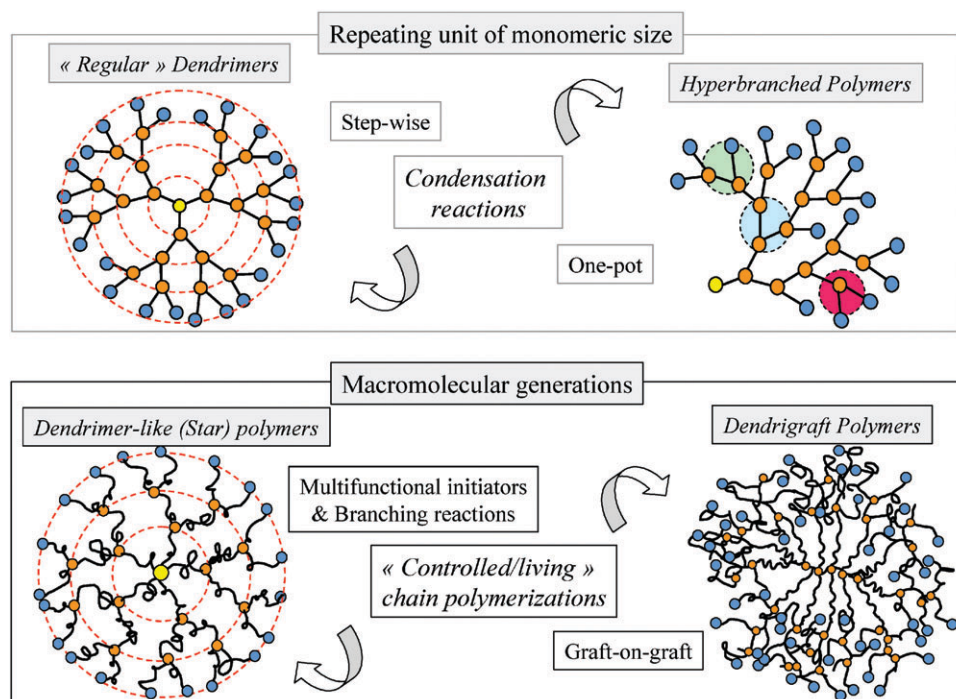 Repeating unit of monomeric size
« Regular » Dendrimers
Hyperbranched Polymers
Step-wise
Condensation
reactions
One-pot
Macromolecular generations
Dendrimer-like (Star) polymers
Dendrigraft Polymers
Multifunctional initiators
& Branching reactions
« Controlled/living »
chain polymerizations
Graft-on-graft